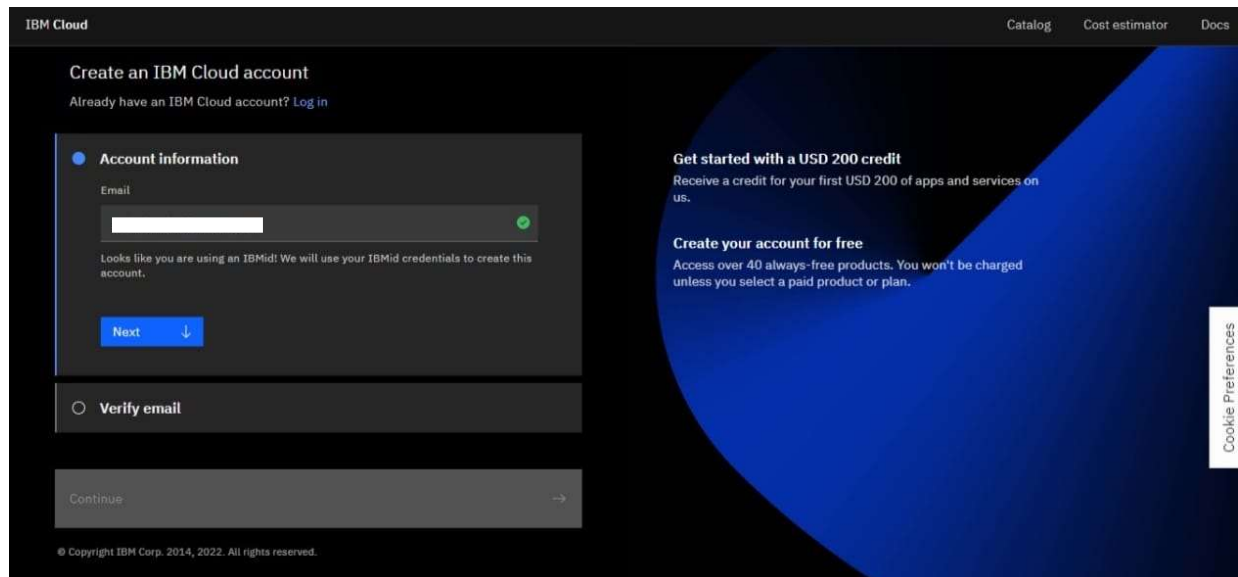 IBM Cloud
Catalog Cost estimator Docs
Create an IBM Cloud account
Already have an IBM Cloud account? Log in
Account information
Email
Looks like you are using an IBMid! We will use your IBMid credentials to create this
account.
Next
Verify email
Continue
© Copyright IBM Corp. 2014, 2022. All rights reserved.
Get started with a USD 200 credit
Receive a credit for your first USD 200 of apps and services on
us.
Create your account for free
Access over 40 always-free products. You won't be charged
unless you select a paid product or plan.
Cookie Preferences